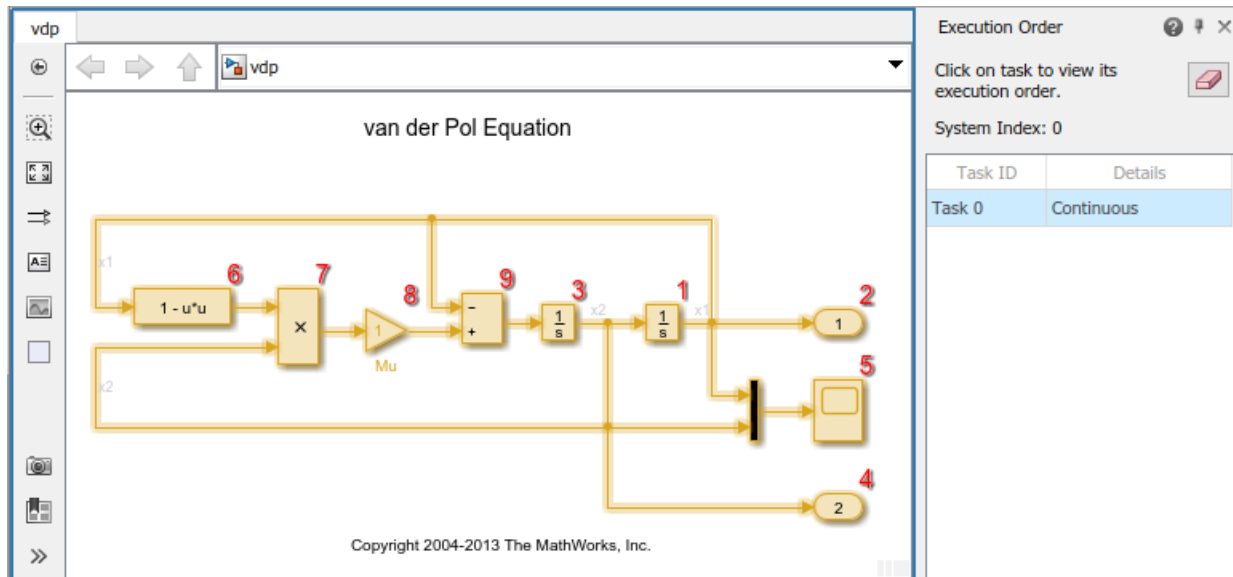 vdp
vdp
van der Pol Equation
x1
6
1 - u*u
7
×
8
1
Mu
9
−
+
3
1
s
x2
1
1
s
x1
2
1
5
x2
4
2
Copyright 2004-2013 The MathWorks, Inc.
Execution Order
Click on task to view its
execution order.
System Index: 0
Task ID Details
Task 0 Continuous